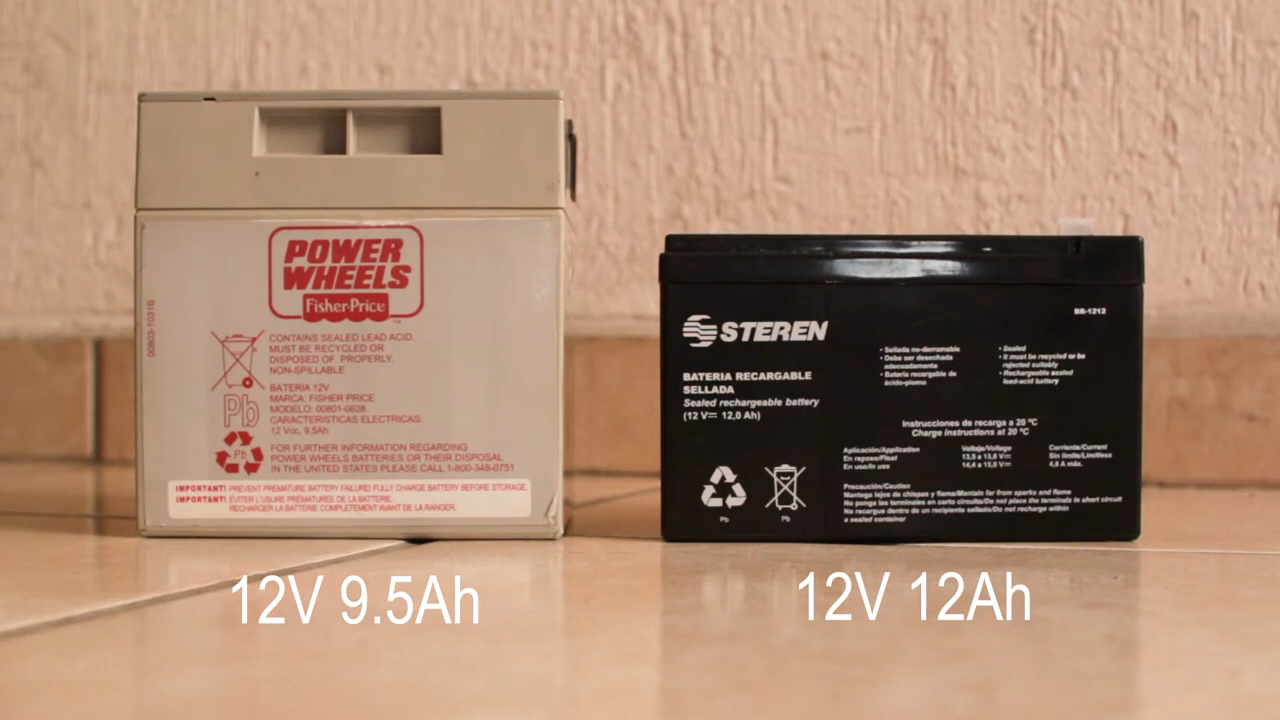 POWER
WHEELS
Fisher-Price
™
00803-1031B
CONTAINS SEALED LEAD ACID.
MUST BE RECYCLED OR
DISPOSED OF PROPERLY.
NON-SPILLABLE
BATERIA 12V
MARCA: FISHER PRICE
MODELO: 00801-0638
CARACTERISTICAS ELECTRICAS:
12 Vcc, 9.5Ah
Pb
Pb
FOR FURTHER INFORMATION REGARDING
POWER WHEELS BATTERIES OR THEIR DISPOSAL
IN THE UNITED STATES PLEASE CALL 1-800-348-0751
IMPORTANT! PREVENT PREMATURE BATTERY FAILURE! FULLY CHARGE BATTERY BEFORE STORAGE.
IMPORTANT! ÉVITER L'USURE PRÉMATURÉE DE LA BATTERIE.
RECHARGER LA BATTERIE COMPLÈTEMENT AVANT DE LA RANGER.
12V 9.5Ah
BR-1212
STEREN
BATERIA RECARGABLE
SELLADA
Sealed rechargeable battery
(12 V⎓ 12,0 Ah)
• Sellada no-derramable
• Debe ser desechada
adecuadamente
• Batería recargable de
ácido-plomo
• Sealed
• It must be recycled or be
rejected suitably
• Rechargeable sealed
lead-acid battery
Instrucciones de recarga a 20 ºC
Charge instructions at 20 ºC
Aplicación/Application Voltaje/Voltage Corriente/Current
En reposo/Float 13,5 a 13,8 V⎓ Sin límite/Limitless
En uso/In use 14,4 a 15,0 V⎓ 4,8 A máx.
Pb
Pb
Precaución/Caution
Mantega lejos de chispas y flama/Maintain far from sparks and flame
No ponga las terminales en corto circuito/Do not place the terminals in short circuit
No recargue dentro de un recipiente sellado/Do not recharge within
a sealed container
12V 12Ah